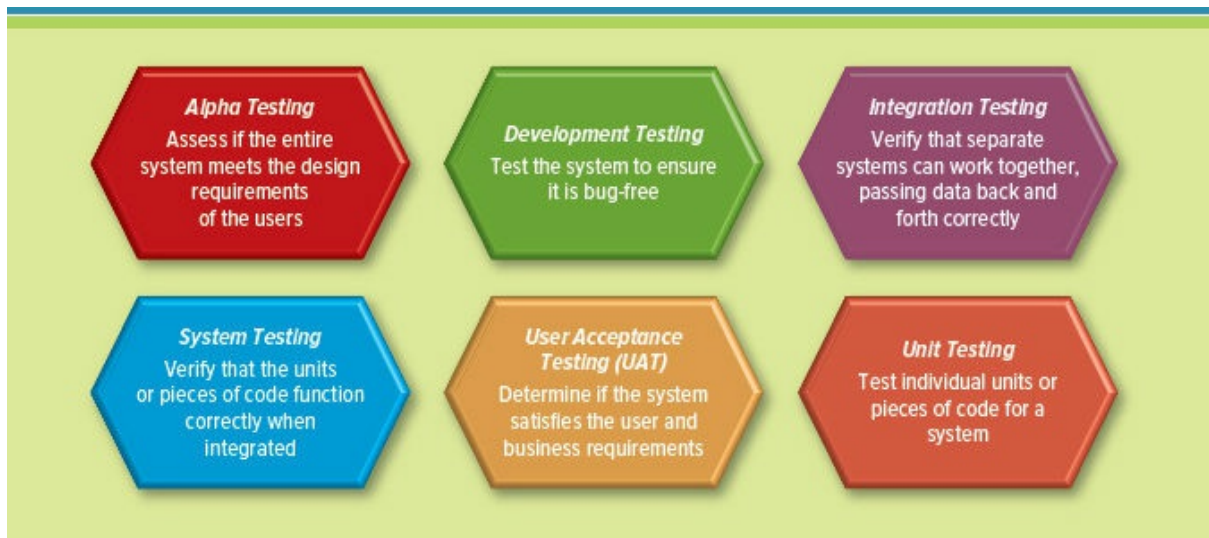 Alpha Testing
Assess if the entire
system meets the design
requirements
of the users
Development Testing
Test the system to ensure
it is bug-free
Integration Testing
Verify that separate
systems can work together,
passing data back and
forth correctly
System Testing
Verify that the units
or pieces of code function
correctly when
integrated
User Acceptance
Testing (UAT)
Determine if the system
satisfies the user and
business requirements
Unit Testing
Test individual units or
pieces of code for a
system